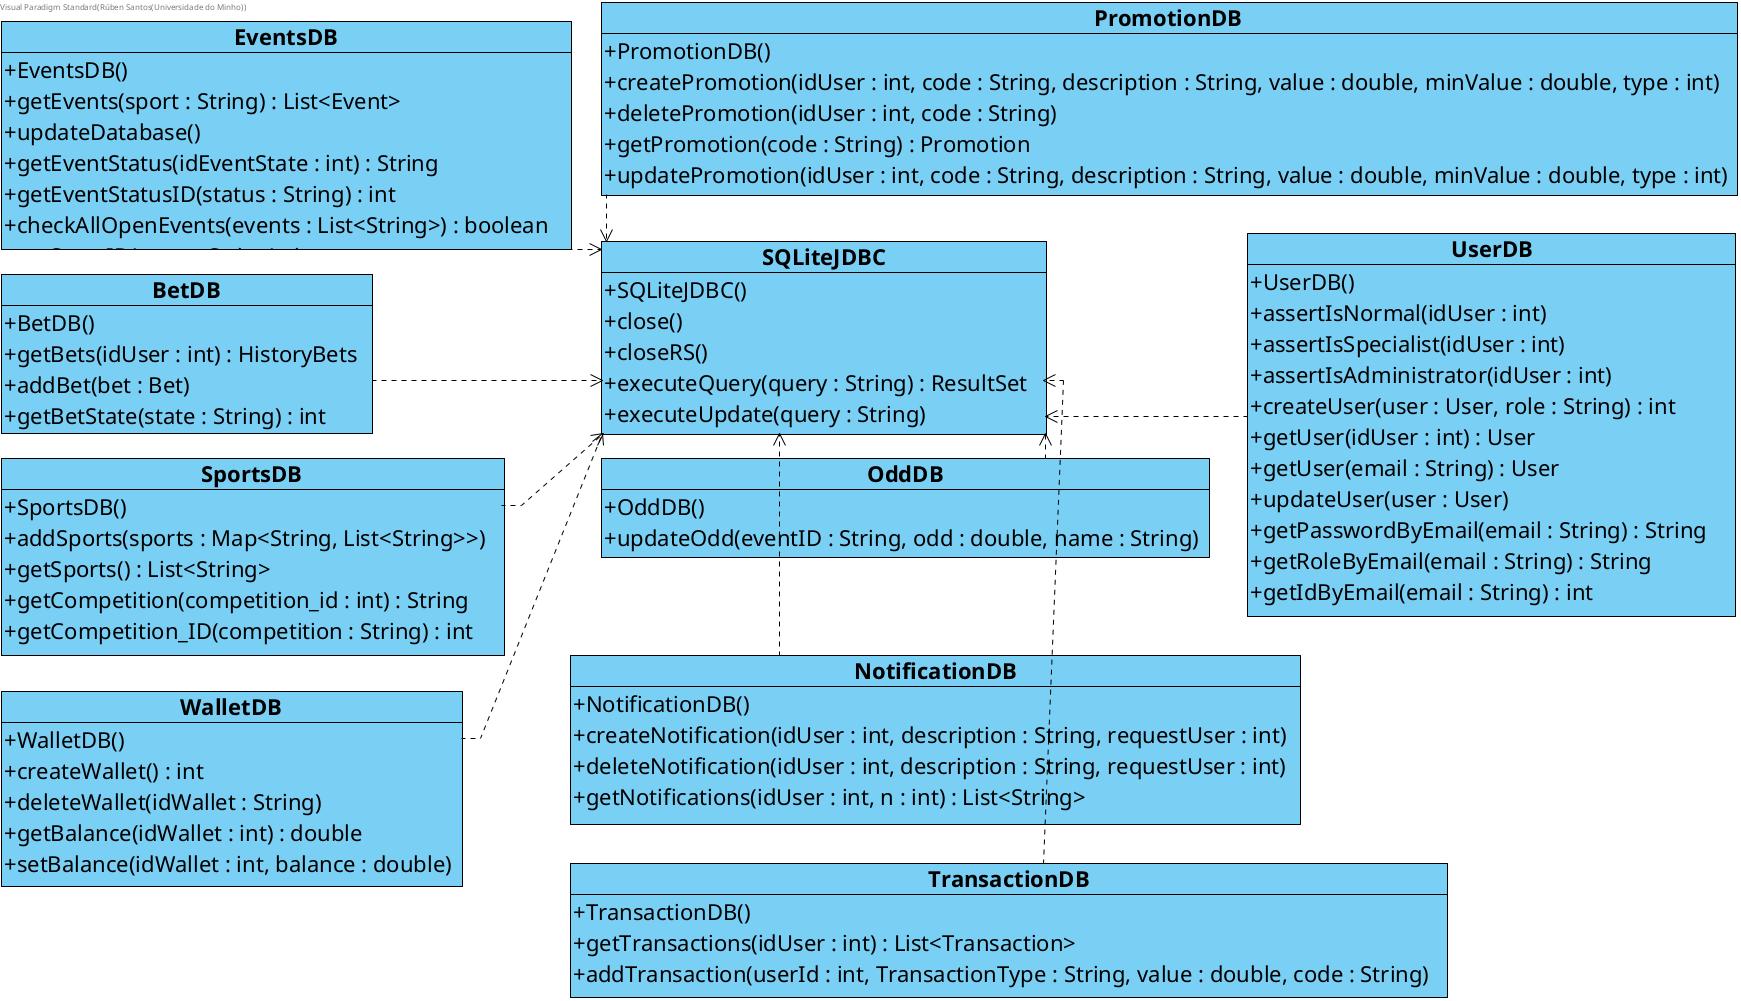 Visual Paradigm Standard(Rúben Santos(Universidade do Minho))
EventsDB
+EventsDB()
+getEvents(sport : String) : List<Event>
+updateDatabase()
+getEventStatus(idEventState : int) : String
+getEventStatusID(status : String) : int
+checkAllOpenEvents(events : List<String>) : boolean
PromotionDB
+PromotionDB()
+createPromotion(idUser : int, code : String, description : String, value : double, minValue : double, type : int)
+deletePromotion(idUser : int, code : String)
+getPromotion(code : String) : Promotion
+updatePromotion(idUser : int, code : String, description : String, value : double, minValue : double, type : int)
BetDB
+BetDB()
+getBets(idUser : int) : HistoryBets
+addBet(bet : Bet)
+getBetState(state : String) : int
SQLiteJDBC
+SQLiteJDBC()
+close()
+closeRS()
+executeQuery(query : String) : ResultSet
+executeUpdate(query : String)
UserDB
+UserDB()
+assertIsNormal(idUser : int)
+assertIsSpecialist(idUser : int)
+assertIsAdministrator(idUser : int)
+createUser(user : User, role : String) : int
+getUser(idUser : int) : User
+getUser(email : String) : User
+updateUser(user : User)
+getPasswordByEmail(email : String) : String
+getRoleByEmail(email : String) : String
+getIdByEmail(email : String) : int
SportsDB
+SportsDB()
+addSports(sports : Map<String, List<String>>)
+getSports() : List<String>
+getCompetition(competition_id : int) : String
+getCompetition_ID(competition : String) : int
OddDB
+OddDB()
+updateOdd(eventID : String, odd : double, name : String)
WalletDB
+WalletDB()
+createWallet() : int
+deleteWallet(idWallet : String)
+getBalance(idWallet : int) : double
+setBalance(idWallet : int, balance : double)
NotificationDB
+NotificationDB()
+createNotification(idUser : int, description : String, requestUser : int)
+deleteNotification(idUser : int, description : String, requestUser : int)
+getNotifications(idUser : int, n : int) : List<String>
TransactionDB
+TransactionDB()
+getTransactions(idUser : int) : List<Transaction>
+addTransaction(userId : int, TransactionType : String, value : double, code : String)